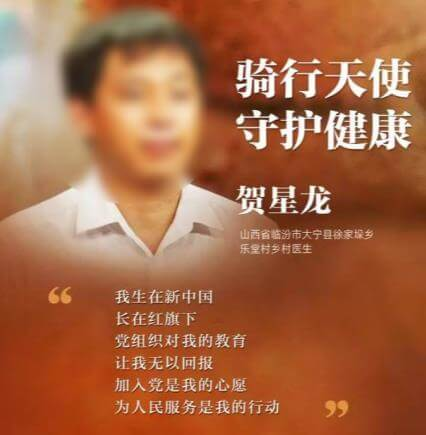 骑行天使
守护健康
贺星龙
山西省临汾市大宁县徐家垛乡
乐堂村乡村医生
“
我生在新中国
长在红旗下
党组织对我的教育
让我无以回报
加入党是我的心愿
为人民服务是我的行动
”